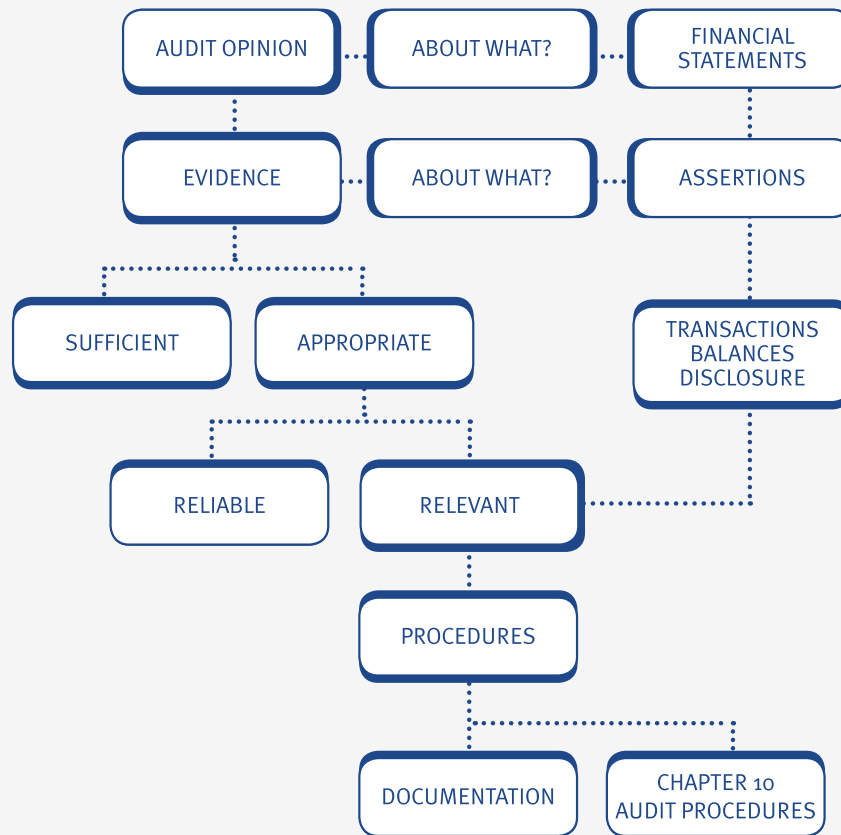 AUDIT OPINION
ABOUT WHAT?
FINANCIAL
STATEMENTS
EVIDENCE
ABOUT WHAT?
ASSERTIONS
SUFFICIENT
APPROPRIATE
TRANSACTIONS
BALANCES
DISCLOSURE
RELIABLE
RELEVANT
PROCEDURES
DOCUMENTATION
CHAPTER 10
AUDIT PROCEDURES